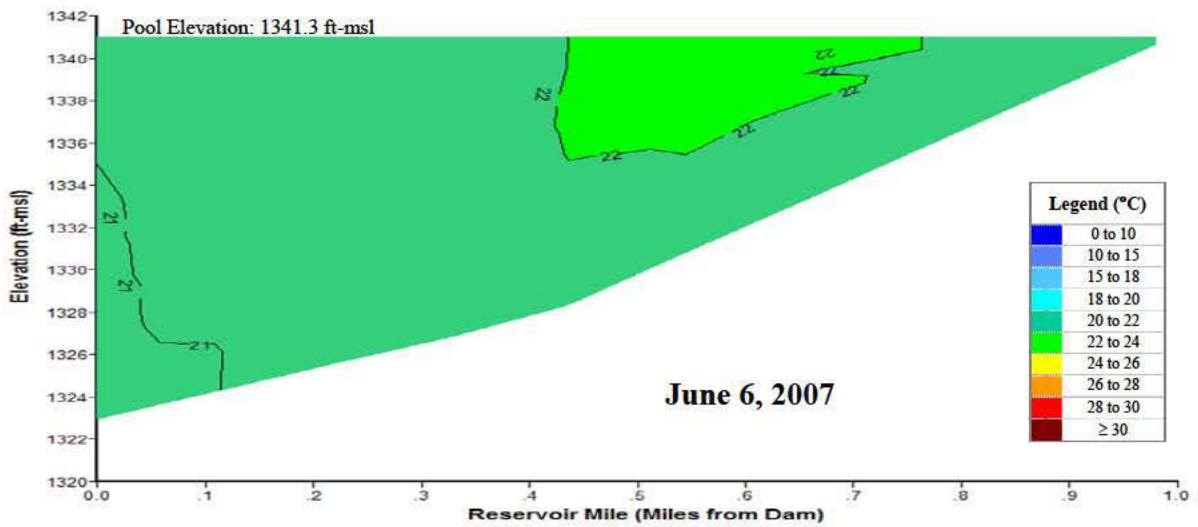 Pool Elevation: 1341.3 ft-msl
1342
1340
1338
1336
1334
1332
1330
1328
1326
1324
1322
1320
Elevation (ft-msl)
22
22
22
22
22
22
21
21
21
June 6, 2007
Legend (°C)
0 to 10
10 to 15
15 to 18
18 to 20
20 to 22
22 to 24
24 to 26
26 to 28
28 to 30
≥ 30
0.0 .1 .2 .3 .4 .5 .6 .7 .8 .9 1.0
Reservoir Mile (Miles from Dam)